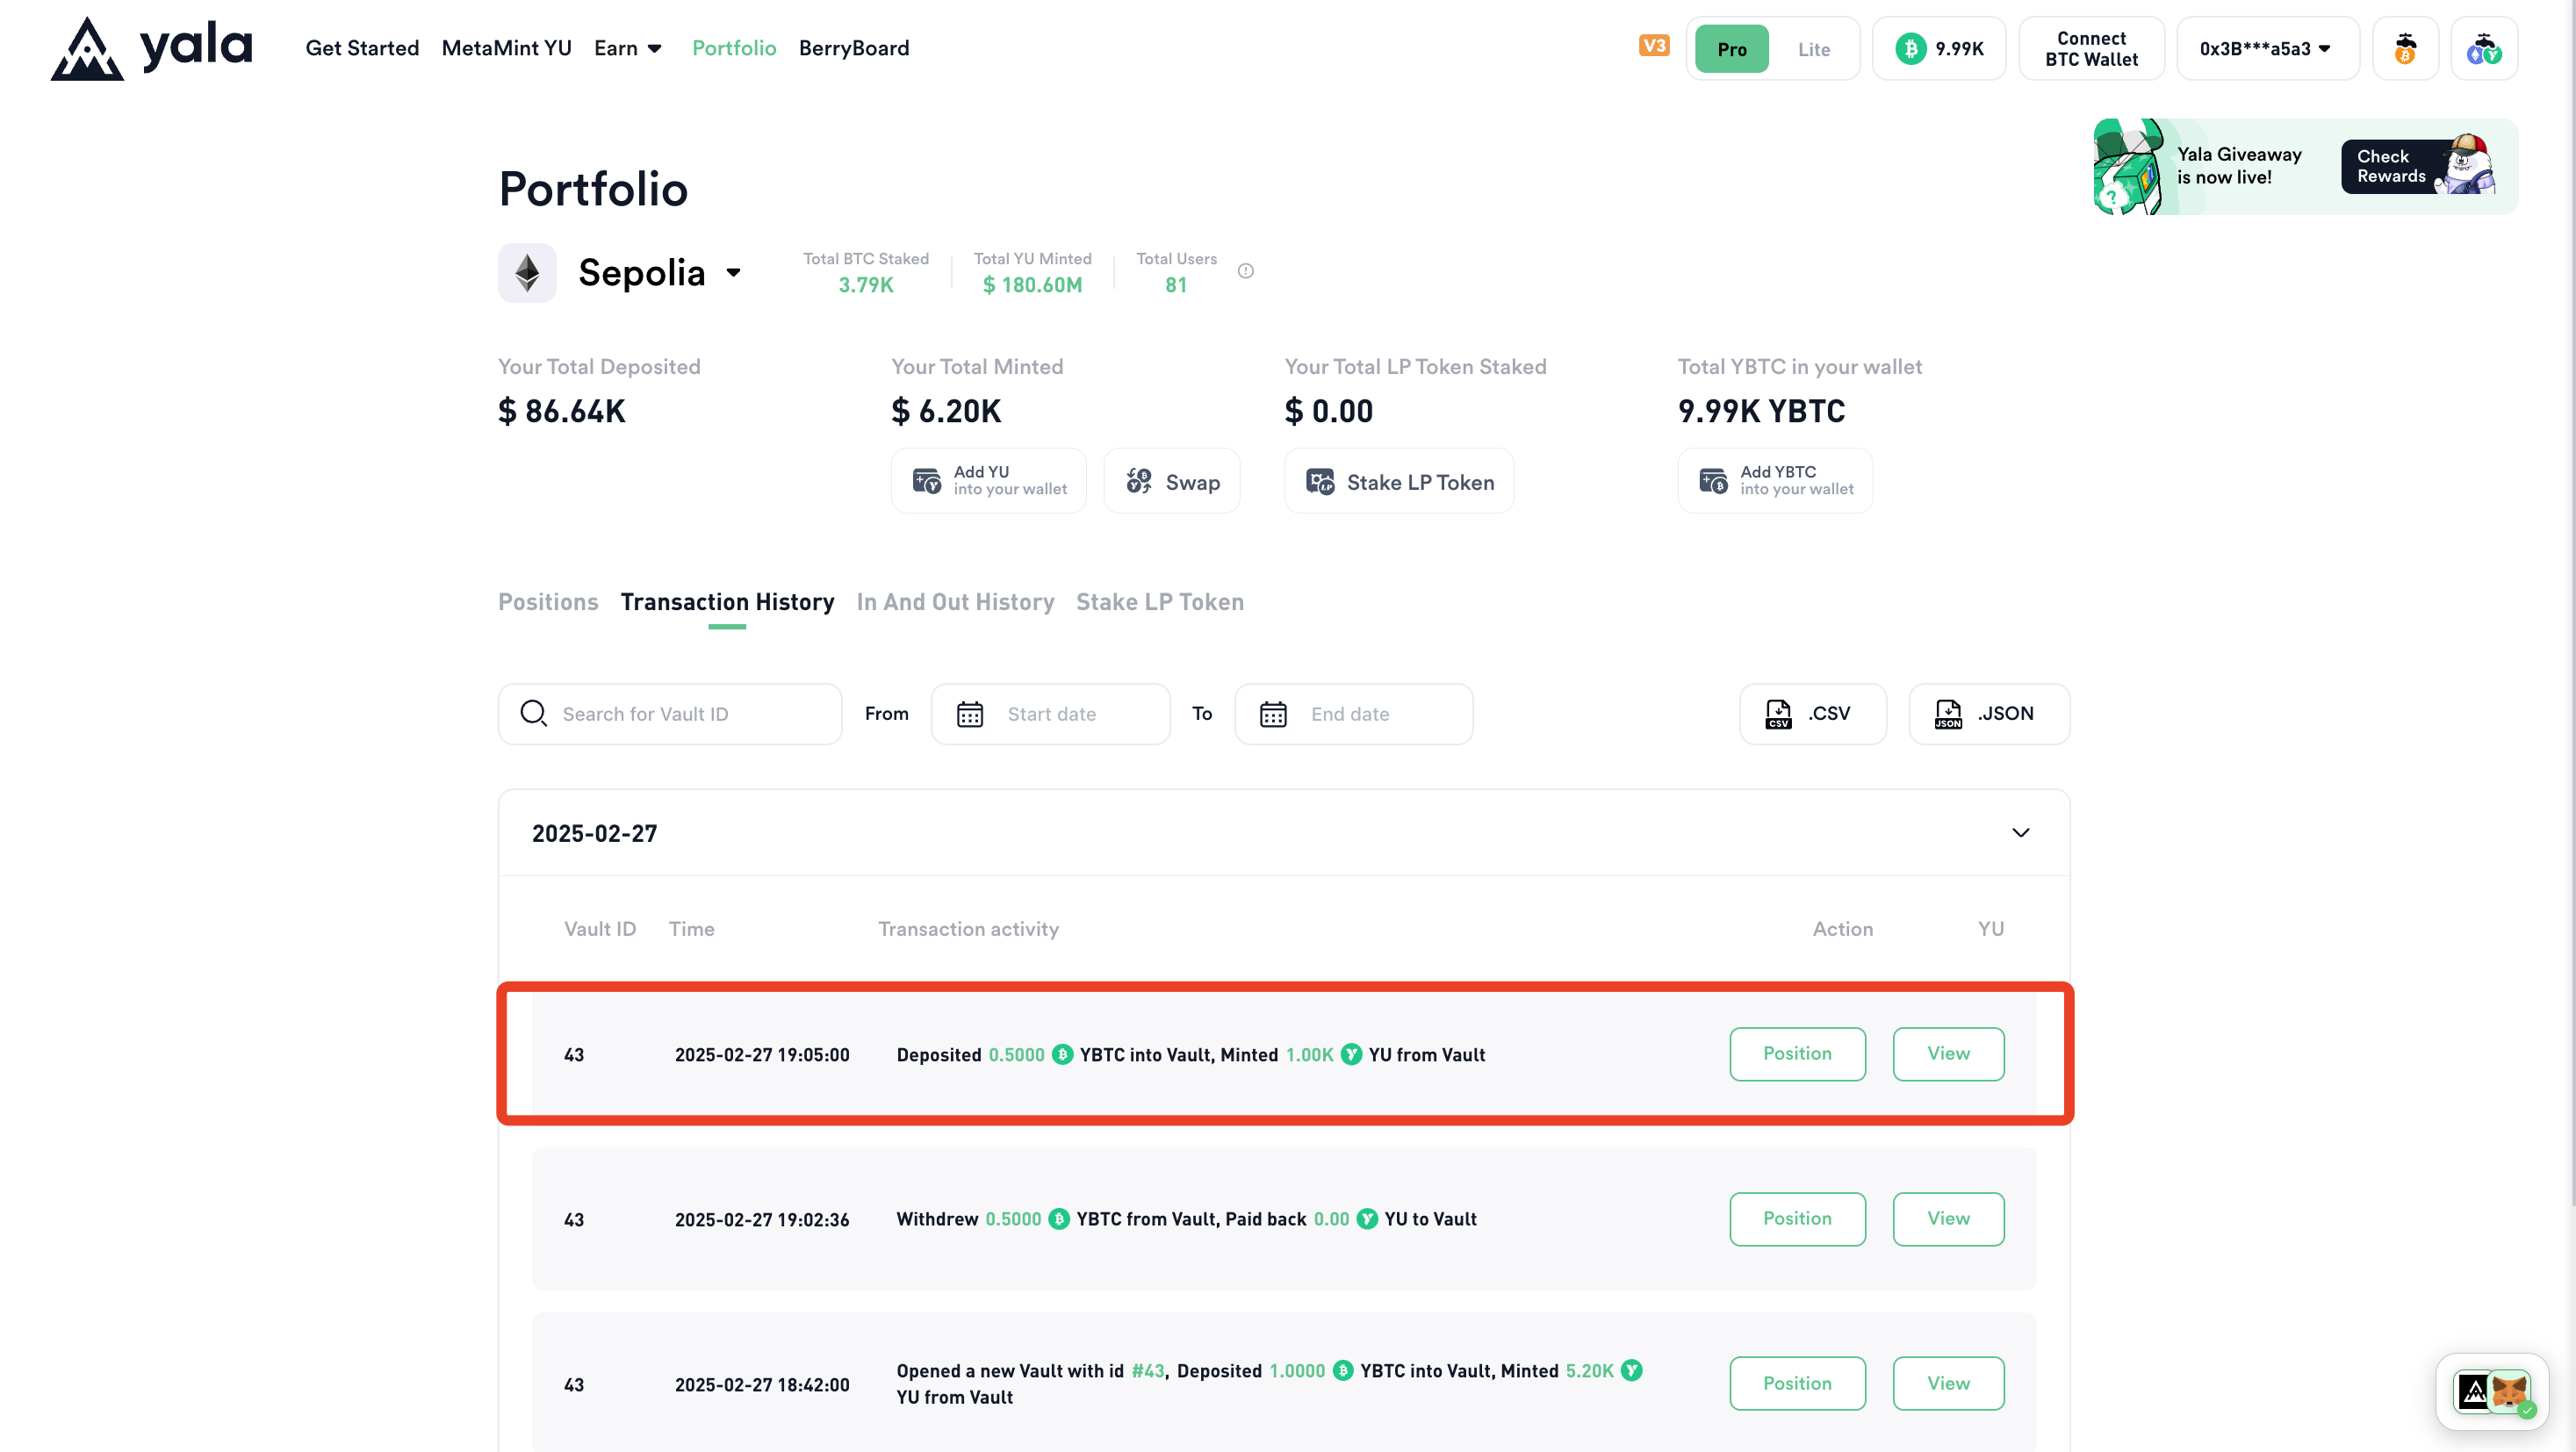 yala
Get Started
MetaMint YU
Earn
Portfolio
BerryBoard
V3
Pro
Lite
9.99K
Connect
BTC Wallet
0x3B***a5a3
Yala Giveaway
is now live!
Check
Rewards
Portfolio
Sepolia
Total BTC Staked
3.79K
Total YU Minted
$ 180.60M
Total Users
81
Your Total Deposited
$ 86.64K
Your Total Minted
$ 6.20K
Add YU
into your wallet
Swap
Your Total LP Token Staked
$ 0.00
Stake LP Token
Total YBTC in your wallet
9.99K YBTC
Add YBTC
into your wallet
Positions
Transaction History
In And Out History
Stake LP Token
Search for Vault ID
From
Start date
To
End date
CSV
.CSV
JSON
.JSON
2025-02-27
Vault ID
Time
Transaction activity
Action
YU
43
2025-02-27 19:05:00
Deposited 0.5000 YBTC into Vault, Minted 1.00K YU from Vault
Position
View
43
2025-02-27 19:02:36
Withdrew 0.5000 YBTC from Vault, Paid back 0.00 YU to Vault
Position
View
43
2025-02-27 18:42:00
Opened a new Vault with id #43, Deposited 1.0000 YBTC into Vault, Minted 5.20K
YU from Vault
Position
View